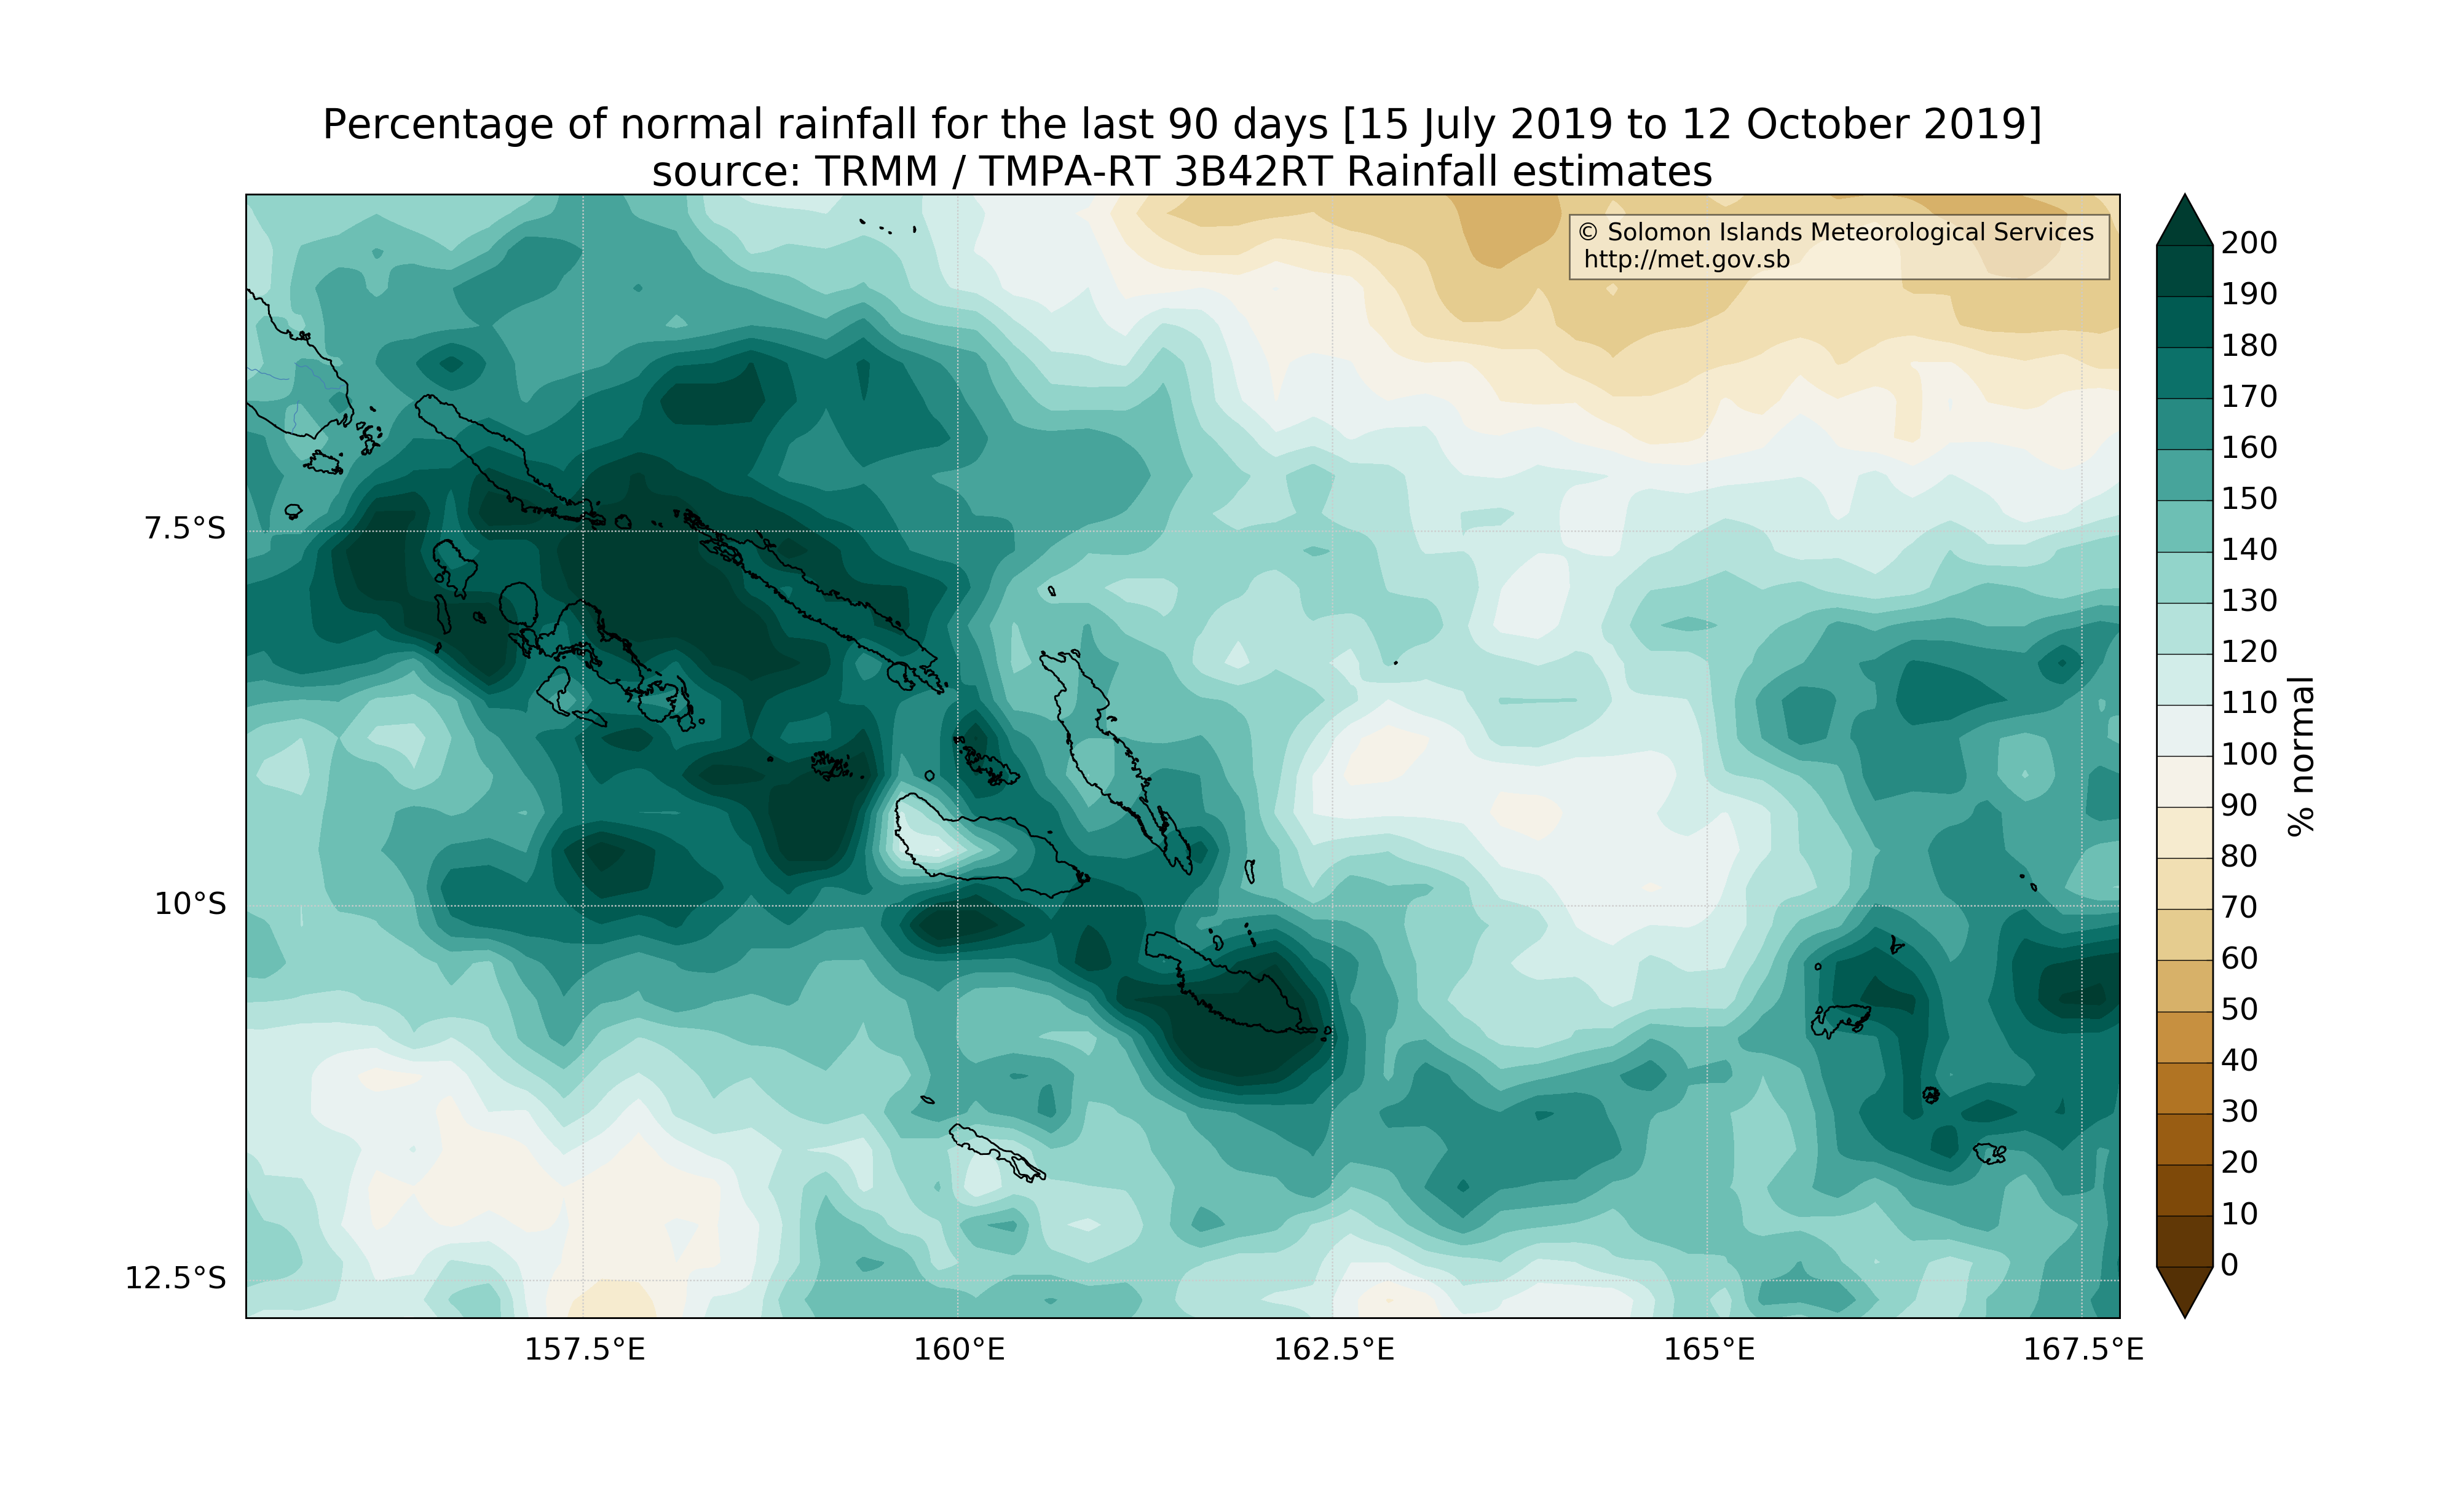 Percentage of normal rainfall for the last 90 days [15 July 2019 to 12 October 2019]
source: TRMM / TMPA-RT 3B42RT Rainfall estimates
© Solomon Islands Meteorological Services
http://met.gov.sb
7.5°S
10°S
12.5°S
157.5°E
160°E
162.5°E
165°E
167.5°E
200
190
180
170
160
150
140
130
120
110
100
90
80
70
60
50
40
30
20
10
0
% normal